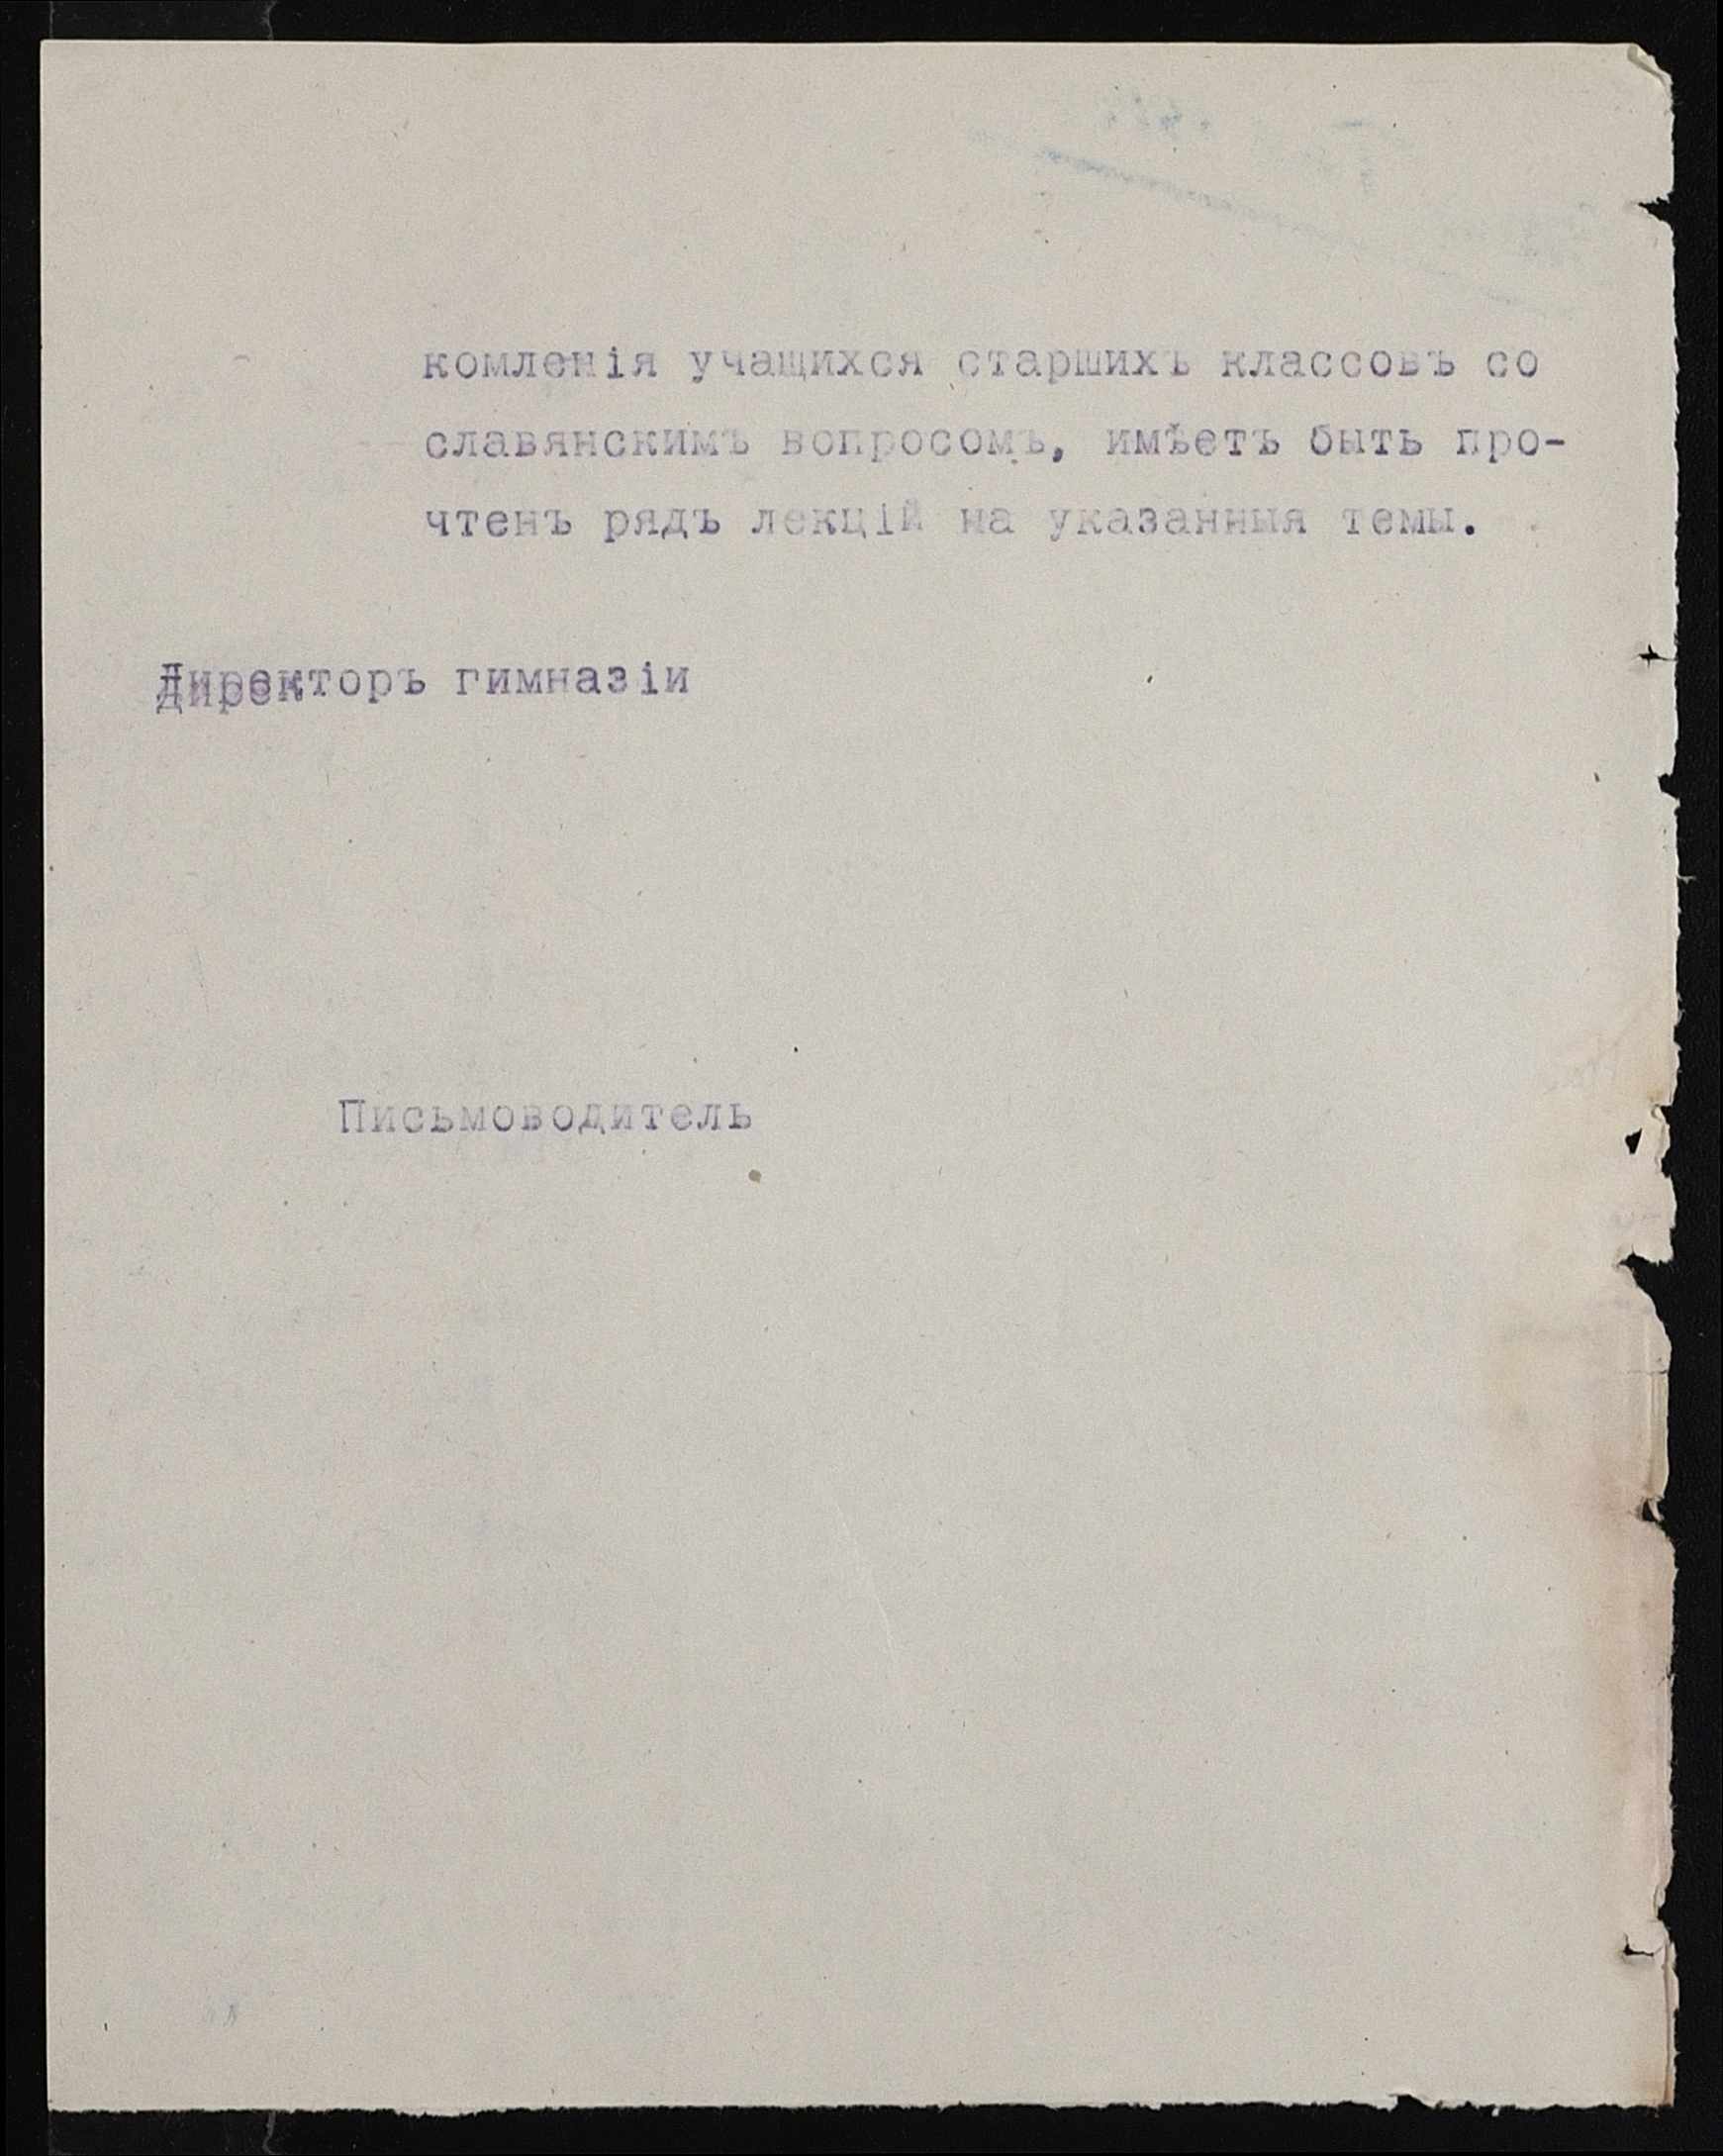 комленія учащихся старшихъ классовъ со
славянскимъ вопросомъ, имѣетъ быть про-
чтенъ рядъ лекцій на указанныя темы.
Директоръ гимназіи
Письмоводитель